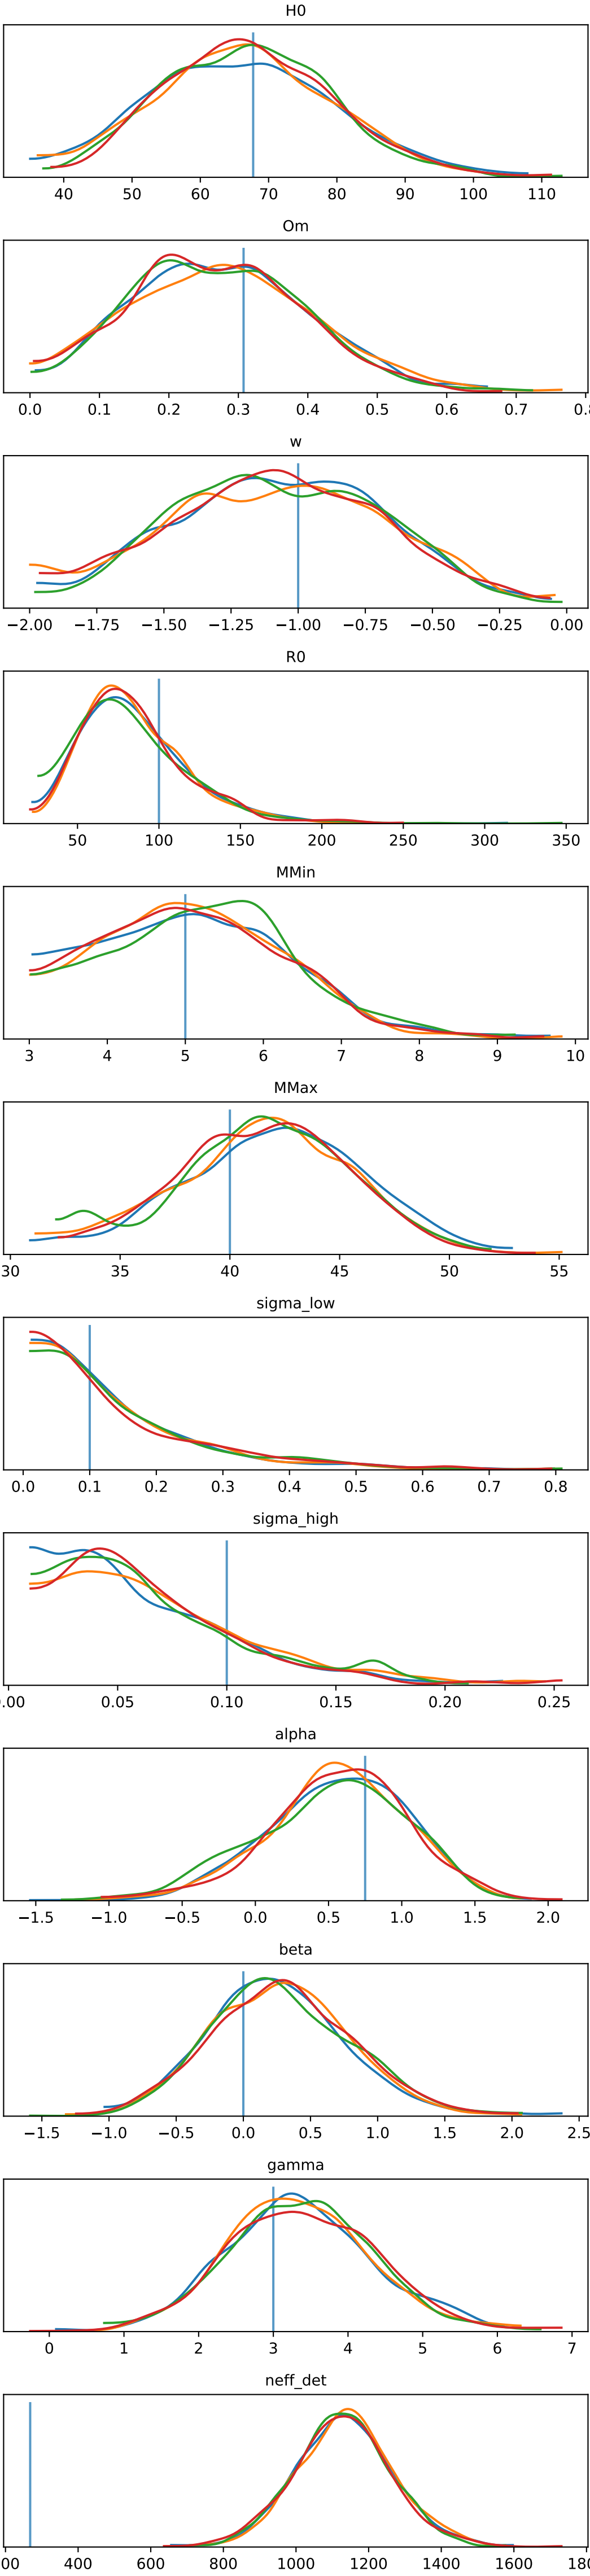 H0
40 50 60 70 80 90 100 110
Om
0.0 0.1 0.2 0.3 0.4 0.5 0.6 0.7 0.8
w
−2.00 −1.75 −1.50 −1.25 −1.00 −0.75 −0.50 −0.25 0.00
R0
50 100 150 200 250 300 350
MMin
3 4 5 6 7 8 9 10
MMax
30 35 40 45 50 55
sigma_low
0.0 0.1 0.2 0.3 0.4 0.5 0.6 0.7 0.8
sigma_high
.00 0.05 0.10 0.15 0.20 0.25
alpha
−1.5 −1.0 −0.5 0.0 0.5 1.0 1.5 2.0
beta
−1.5 −1.0 −0.5 0.0 0.5 1.0 1.5 2.0 2.5
gamma
0 1 2 3 4 5 6 7
neff_det
00 400 600 800 1000 1200 1400 1600 180